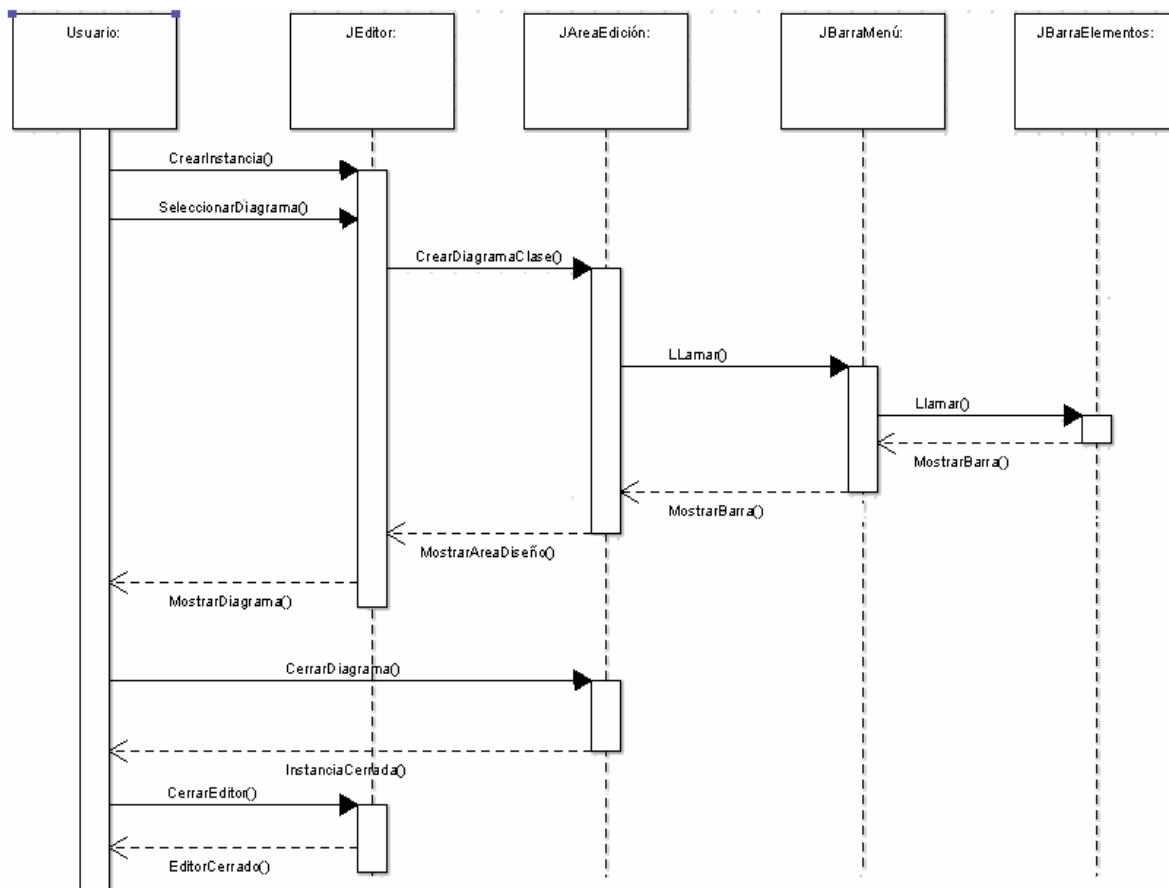 Usuario:
JEditor:
JAreaEdición:
JBarraMenú:
JBarraElementos:
CrearInstancia()
SeleccionarDiagrama()
CrearDiagramaClase()
LLamar()
Llamar()
MostrarBarra()
MostrarBarra()
MostrarAreaDiseño()
MostrarDiagrama()
CerrarDiagrama()
InstanciaCerrada()
CerrarEditor()
EditorCerrado()